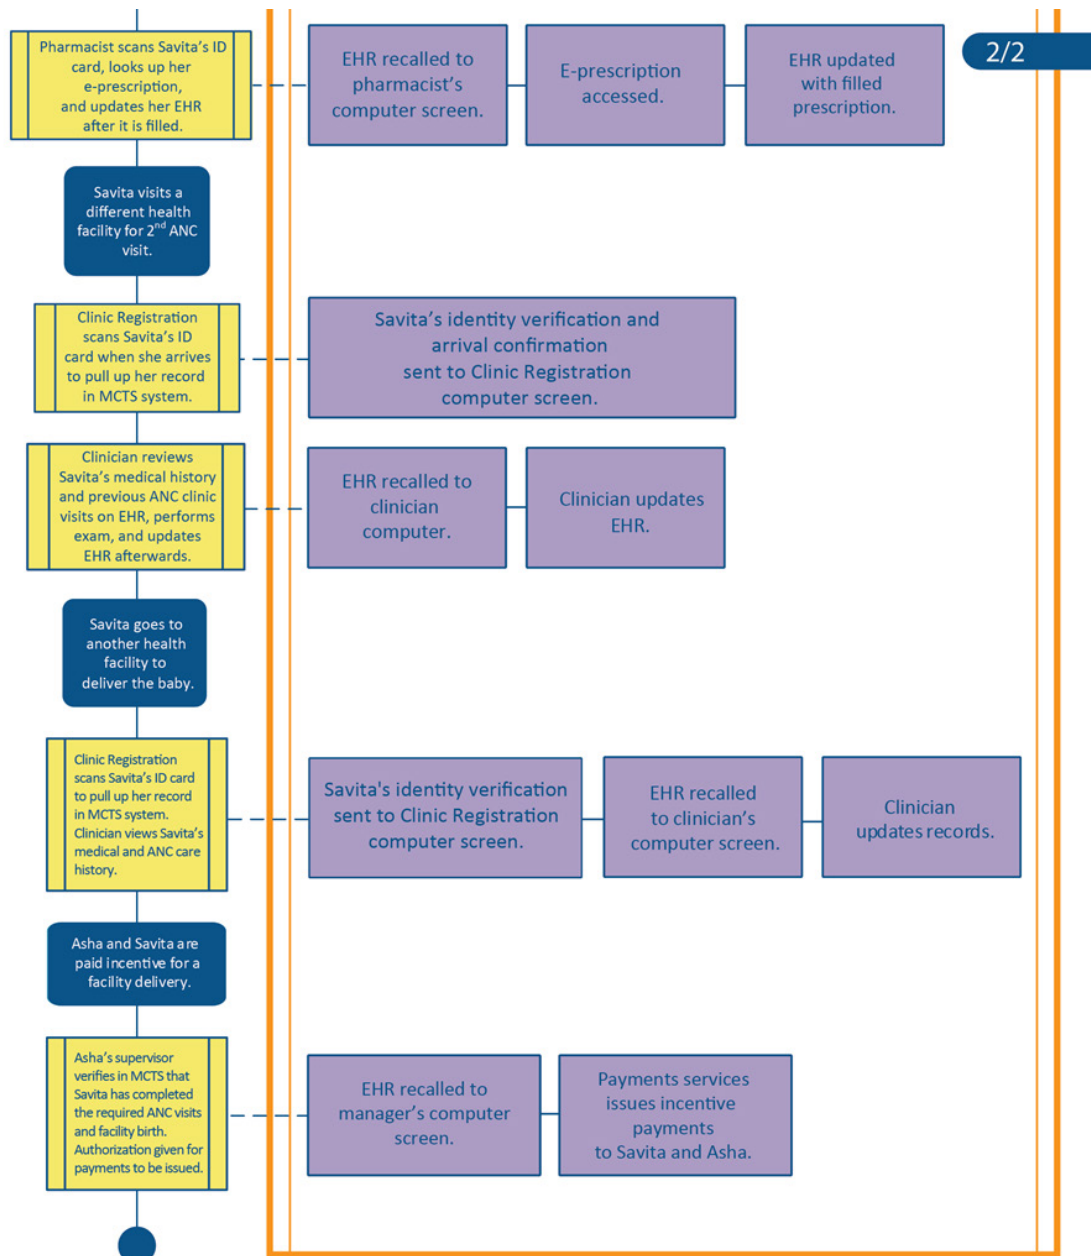 2/2
Pharmacist scans Savita's ID
card, looks up her
e-prescription,
and updates her EHR
after it is filled.
EHR recalled to
pharmacist's
computer screen.
E-prescription
accessed.
EHR updated
with filled
prescription.
Savita visits a
different health
facility for 2nd ANC
visit.
Clinic Registration
scans Savita's ID
card when she arrives
to pull up her record
in MCTS system.
Savita's identity verification and
arrival confirmation
sent to Clinic Registration
computer screen.
Clinician reviews
Savita's medical history
and previous ANC clinic
visits on EHR, performs
exam, and updates
EHR afterwards.
EHR recalled to
clinician
computer.
Clinician updates
EHR.
Savita goes to
another health
facility to
deliver the baby.
Clinic Registration
scans Savita's ID card
to pull up her record
in MCTS system.
Clinician views Savita's
medical and ANC care
history.
Savita's identity verification
sent to Clinic Registration
computer screen.
EHR recalled
to clinician's
computer screen.
Clinician
updates records.
Asha and Savita are
paid incentive for a
facility delivery.
Asha's supervisor
verifies in MCTS that
Savita has completed
the required ANC visits
and facility birth.
Authorization given for
payments to be issued.
EHR recalled to
manager's computer
screen.
Payments services
issues incentive
payments
to Savita and Asha.